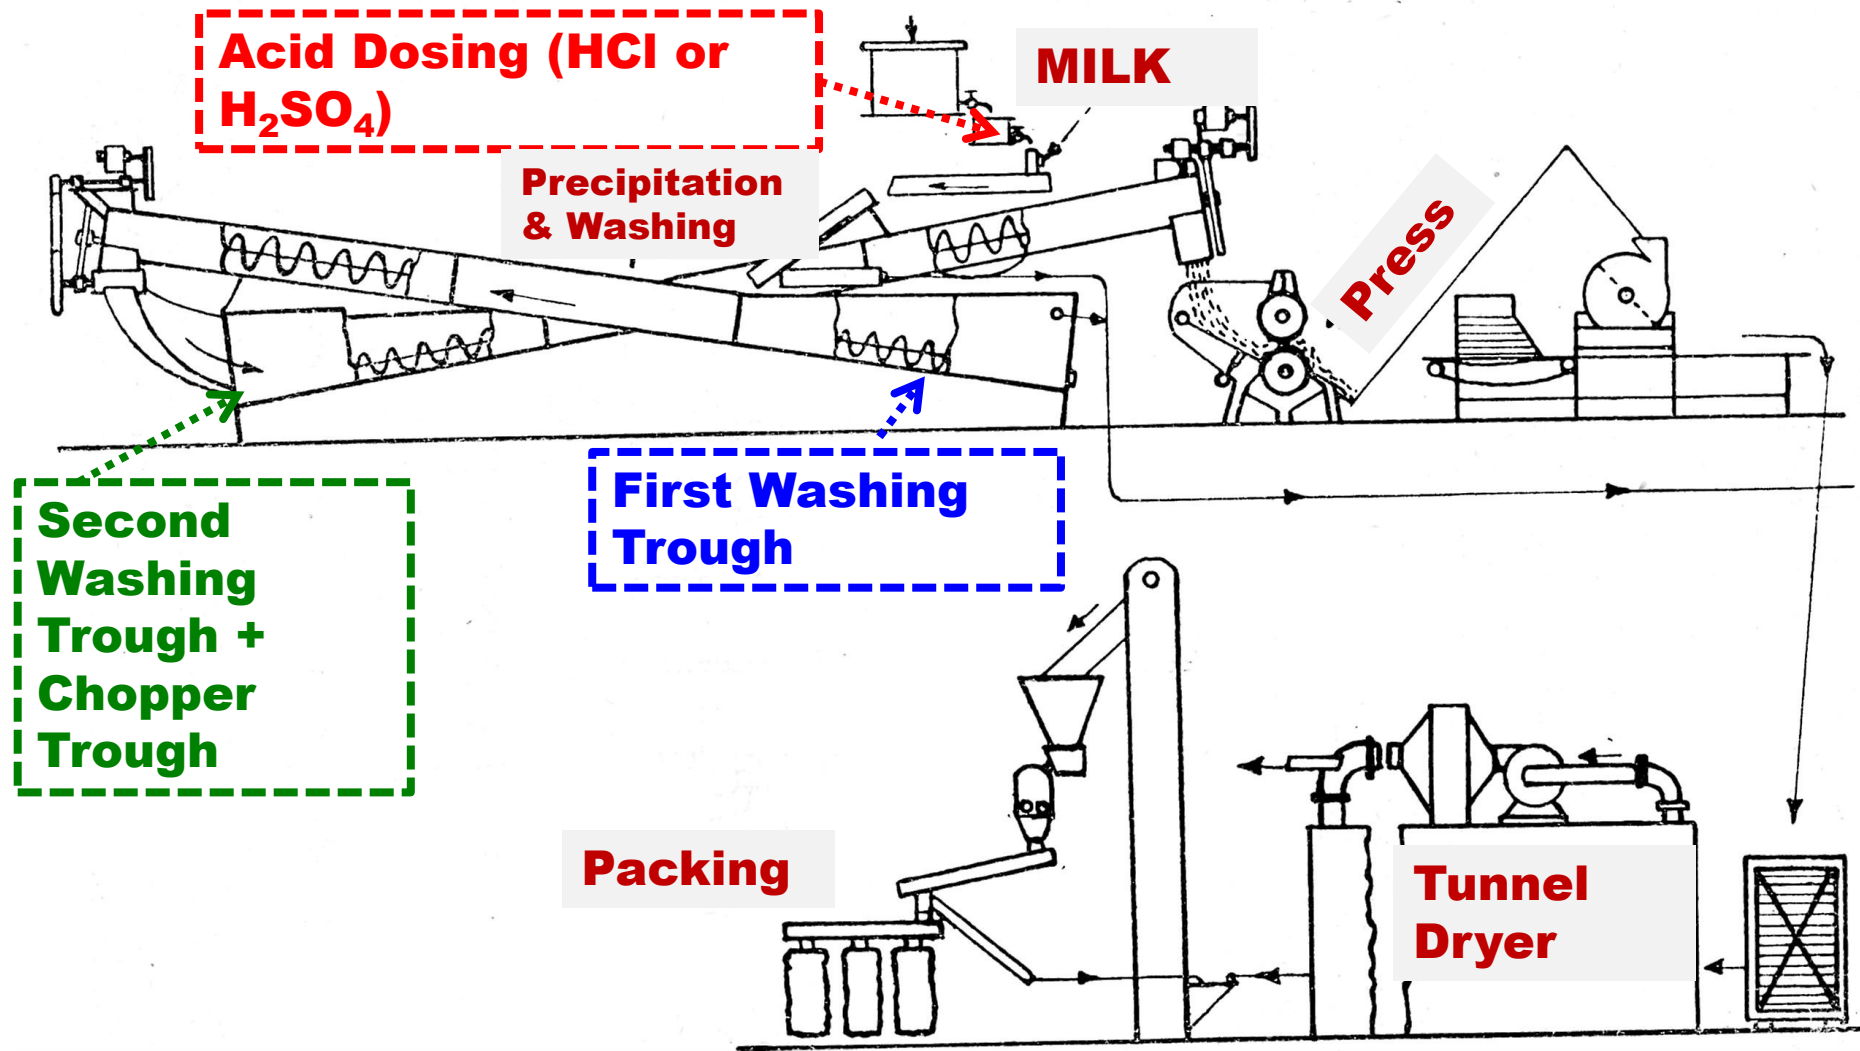 Acid Dosing (HCl or
H₂SO₄)
MILK
Precipitation
& Washing
Press
First Washing
Trough
Second
Washing
Trough +
Chopper
Trough
Packing
Tunnel
Dryer